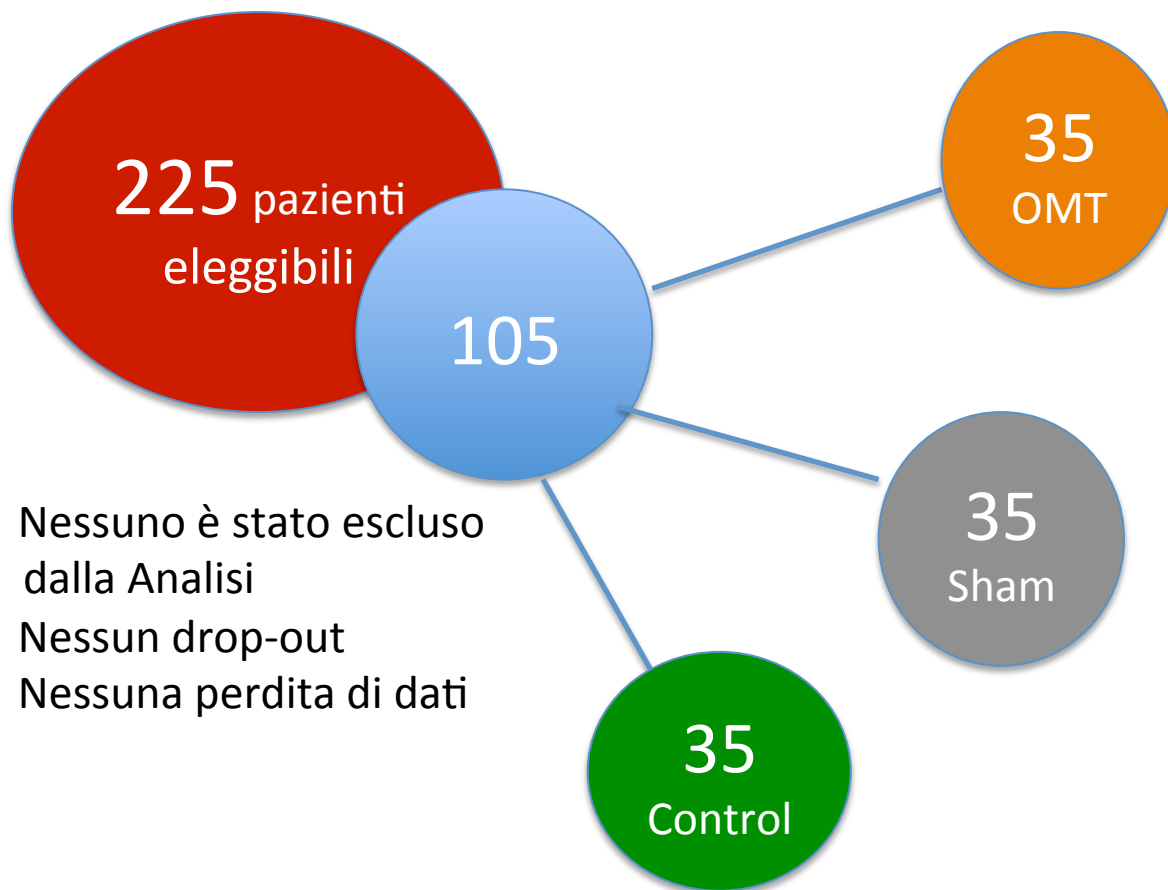 225 pazienti
eleggibili
105
35
OMT
35
Sham
35
Control
Nessuno è stato escluso
dalla Analisi
Nessun drop-out
Nessuna perdita di dati